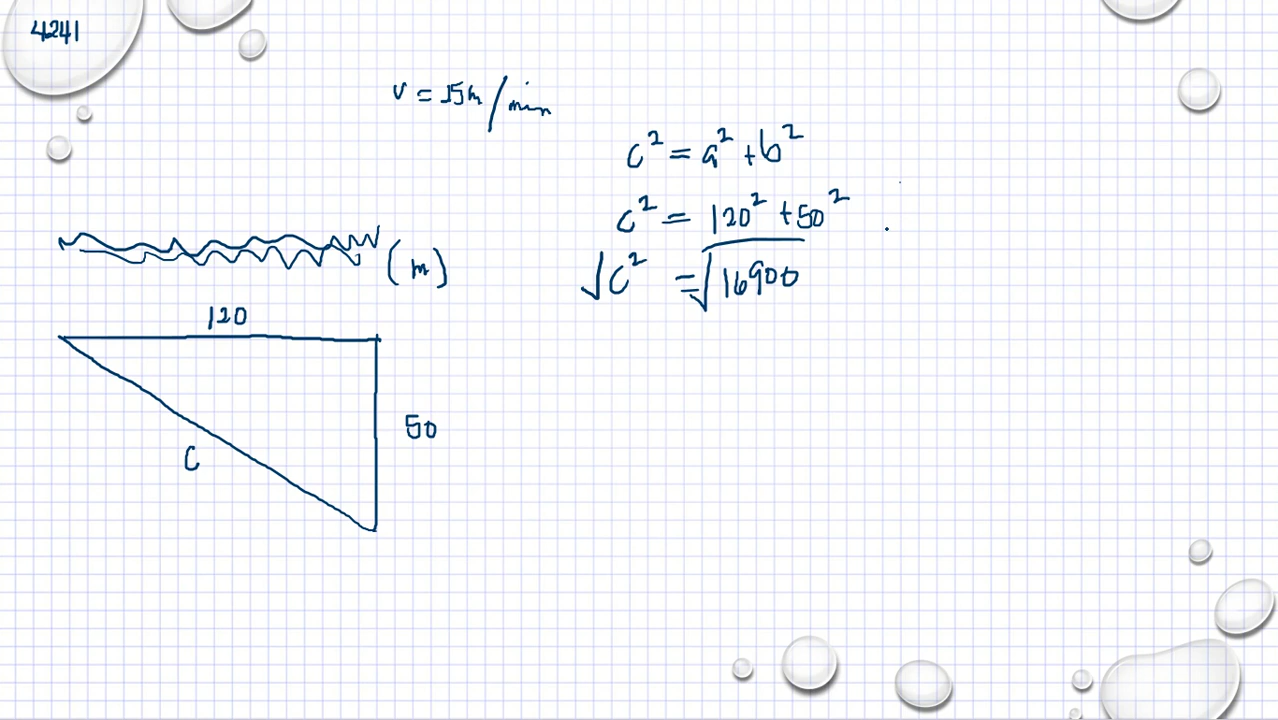 4241
v = 15m/min
c² = a² + b²
c² = 120² + 50²
√c² = √16900
(m)
120
50
c